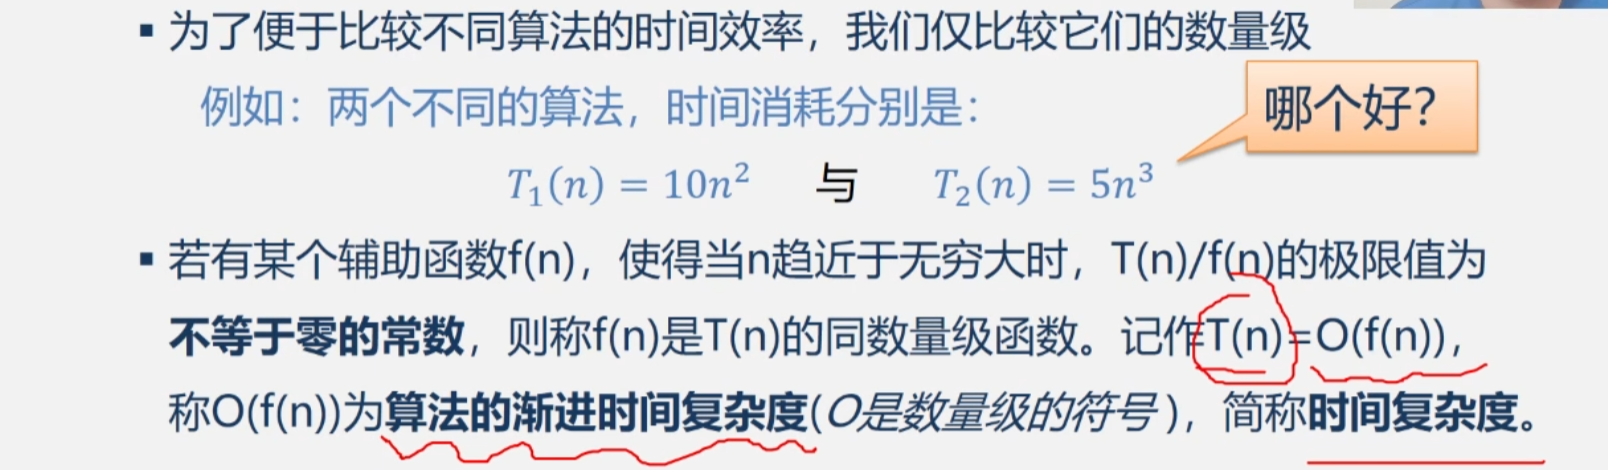 ▪ 为了便于比较不同算法的时间效率，我们仅比较它们的数量级
例如：两个不同的算法，时间消耗分别是：
哪个好？
T₁(n) = 10n² 与 T₂(n) = 5n³
▪ 若有某个辅助函数f(n)，使得当n趋近于无穷大时，T(n)/f(n)的极限值为
不等于零的常数，则称f(n)是T(n)的同数量级函数。记作T(n)=O(f(n))，
称O(f(n))为算法的渐进时间复杂度(O是数量级的符号)，简称时间复杂度。